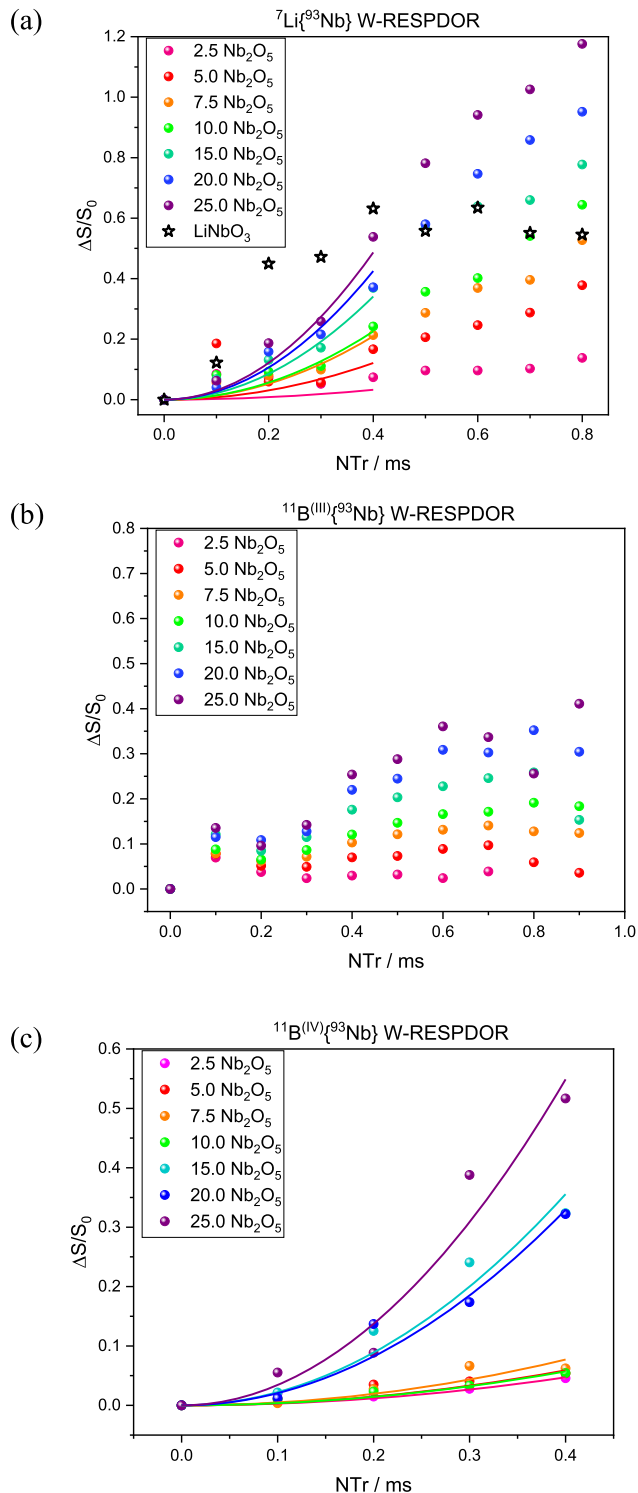 (a)
⁷Li{⁹³Nb} W-RESPDOR
2.5 Nb₂O₅
5.0 Nb₂O₅
7.5 Nb₂O₅
10.0 Nb₂O₅
15.0 Nb₂O₅
20.0 Nb₂O₅
25.0 Nb₂O₅
LiNbO₃
ΔS/S₀
1.2
1.0
0.8
0.6
0.4
0.2
0.0
0.0 0.2 0.4 0.6 0.8
NTr / ms
(b)
¹¹B⁽ᴵᴵᴵ⁾{⁹³Nb} W-RESPDOR
2.5 Nb₂O₅
5.0 Nb₂O₅
7.5 Nb₂O₅
10.0 Nb₂O₅
15.0 Nb₂O₅
20.0 Nb₂O₅
25.0 Nb₂O₅
ΔS/S₀
0.8
0.7
0.6
0.5
0.4
0.3
0.2
0.1
0.0
0.0 0.2 0.4 0.6 0.8 1.0
NTr / ms
(c)
¹¹B⁽ᴵⱽ⁾{⁹³Nb} W-RESPDOR
2.5 Nb₂O₅
5.0 Nb₂O₅
7.5 Nb₂O₅
10.0 Nb₂O₅
15.0 Nb₂O₅
20.0 Nb₂O₅
25.0 Nb₂O₅
ΔS/S₀
0.6
0.5
0.4
0.3
0.2
0.1
0.0
0.0 0.1 0.2 0.3 0.4
NTr / ms